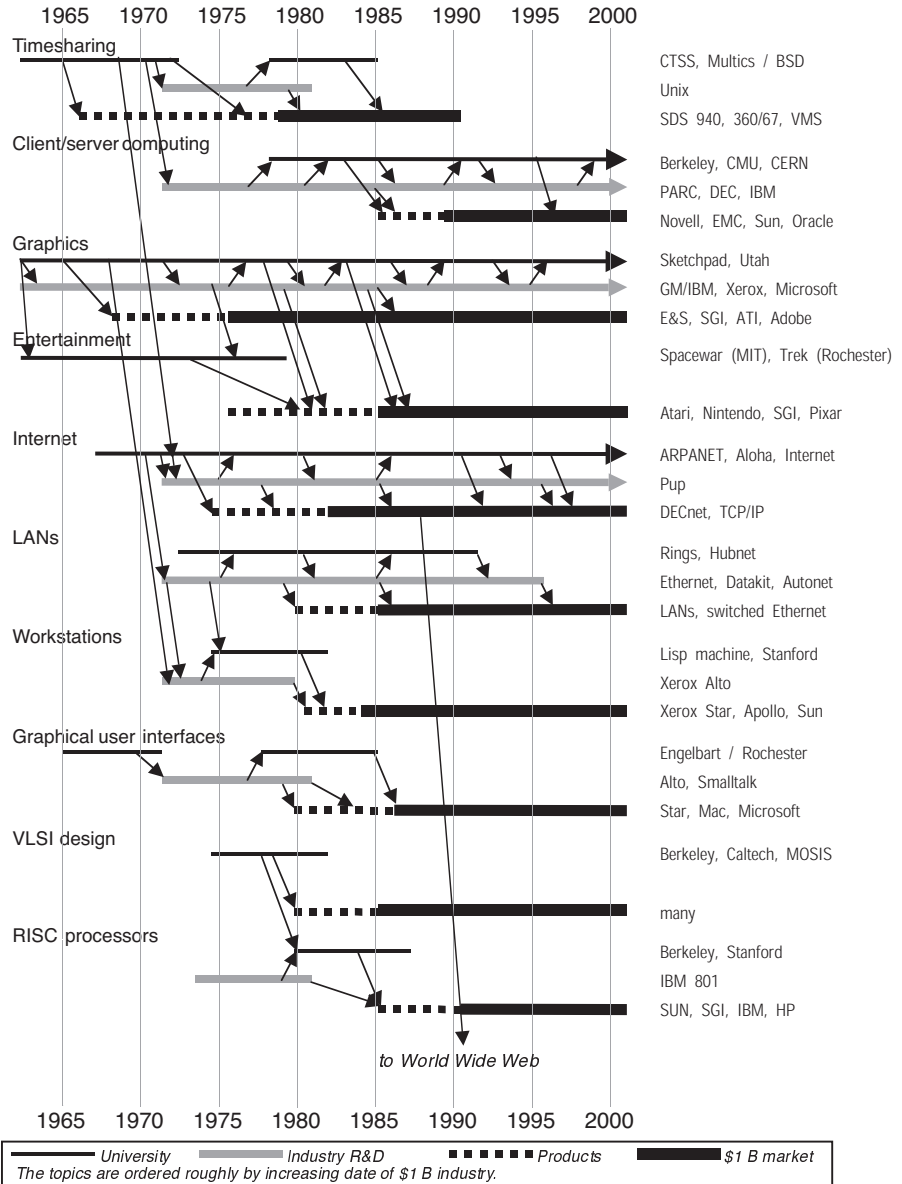 1965 1970 1975 1980 1985 1990 1995 2000
Timesharing
CTSS, Multics / BSD
Unix
SDS 940, 360/67, VMS
Client/server computing
Berkeley, CMU, CERN
PARC, DEC, IBM
Novell, EMC, Sun, Oracle
Graphics
Sketchpad, Utah
GM/IBM, Xerox, Microsoft
E&S, SGI, ATI, Adobe
Entertainment
Spacewar (MIT), Trek (Rochester)
Atari, Nintendo, SGI, Pixar
Internet
ARPANET, Aloha, Internet
Pup
DECnet, TCP/IP
LANs
Rings, Hubnet
Ethernet, Datakit, Autonet
LANs, switched Ethernet
Workstations
Lisp machine, Stanford
Xerox Alto
Xerox Star, Apollo, Sun
Graphical user interfaces
Engelbart / Rochester
Alto, Smalltalk
Star, Mac, Microsoft
VLSI design
Berkeley, Caltech, MOSIS
many
RISC processors
Berkeley, Stanford
IBM 801
SUN, SGI, IBM, HP
to World Wide Web
1965 1970 1975 1980 1985 1990 1995 2000
University Industry R&D Products $1 B market
The topics are ordered roughly by increasing date of $1 B industry.